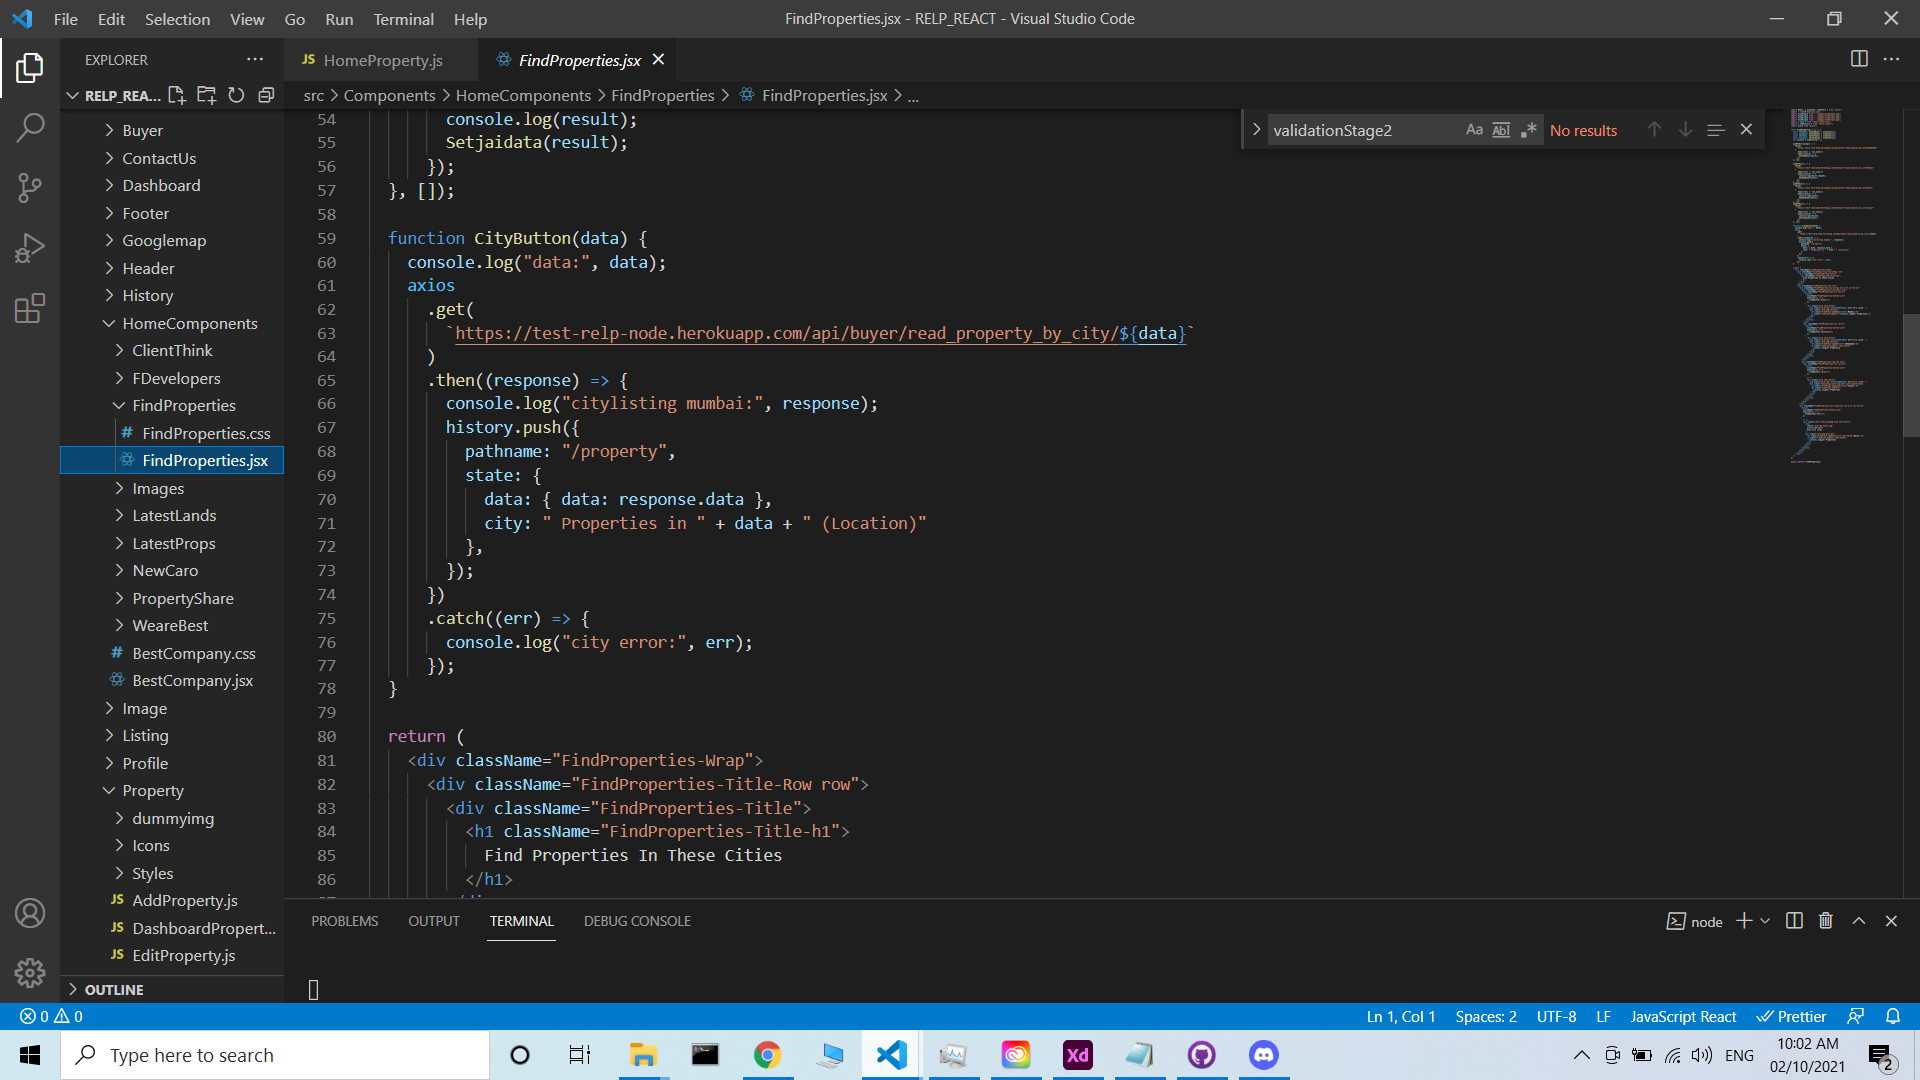 File Edit Selection View Go Run Terminal Help
FindProperties.jsx - RELP_REACT - Visual Studio Code
EXPLORER
JS HomeProperty.js
FindProperties.jsx
RELP_REA...
src > Components > HomeComponents > FindProperties > FindProperties.jsx > ...
Buyer
ContactUs
Dashboard
Footer
Googlemap
Header
History
HomeComponents
ClientThink
FDevelopers
FindProperties
# FindProperties.css
FindProperties.jsx
Images
LatestLands
LatestProps
NewCaro
PropertyShare
WeareBest
# BestCompany.css
BestCompany.jsx
Image
Listing
Profile
Property
dummyimg
Icons
Styles
JS AddProperty.js
JS DashboardPropert...
JS EditProperty.js
OUTLINE
validationStage2 Aa Abl .* No results
54 console.log(result);
55 Setjaidata(result);
56 });
57 }, []);
58
59 function CityButton(data) {
60 console.log("data:", data);
61 axios
62 .get(
63 `https://test-relp-node.herokuapp.com/api/buyer/read_property_by_city/${data}`
64 )
65 .then((response) => {
66 console.log("citylisting mumbai:", response);
67 history.push({
68 pathname: "/property",
69 state: {
70 data: { data: response.data },
71 city: " Properties in " + data + " (Location)"
72 },
73 });
74 })
75 .catch((err) => {
76 console.log("city error:", err);
77 });
78 }
79
80 return (
81 <div className="FindProperties-Wrap">
82 <div className="FindProperties-Title-Row row">
83 <div className="FindProperties-Title">
84 <h1 className="FindProperties-Title-h1">
85 Find Properties In These Cities
86 </h1>
PROBLEMS OUTPUT TERMINAL DEBUG CONSOLE
node
0 0
Ln 1, Col 1 Spaces: 2 UTF-8 LF JavaScript React Prettier
Type here to search
Xd
ENG
10:02 AM
02/10/2021
2